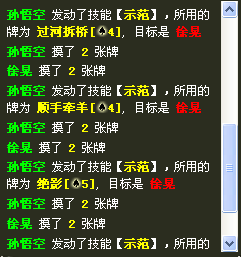 孙悟空 发动了技能【示范】，所用的
牌为 过河拆桥[♠4]，目标是 徐晃
孙悟空 摸了 2 张牌
徐晃 摸了 2 张牌
孙悟空 发动了技能【示范】，所用的
牌为 顺手牵羊[♠4]，目标是 徐晃
孙悟空 摸了 2 张牌
徐晃 摸了 2 张牌
孙悟空 发动了技能【示范】，所用的
牌为 绝影[♠5]，目标是 徐晃
孙悟空 摸了 2 张牌
徐晃 摸了 2 张牌
孙悟空 发动了技能【示范】，所用的